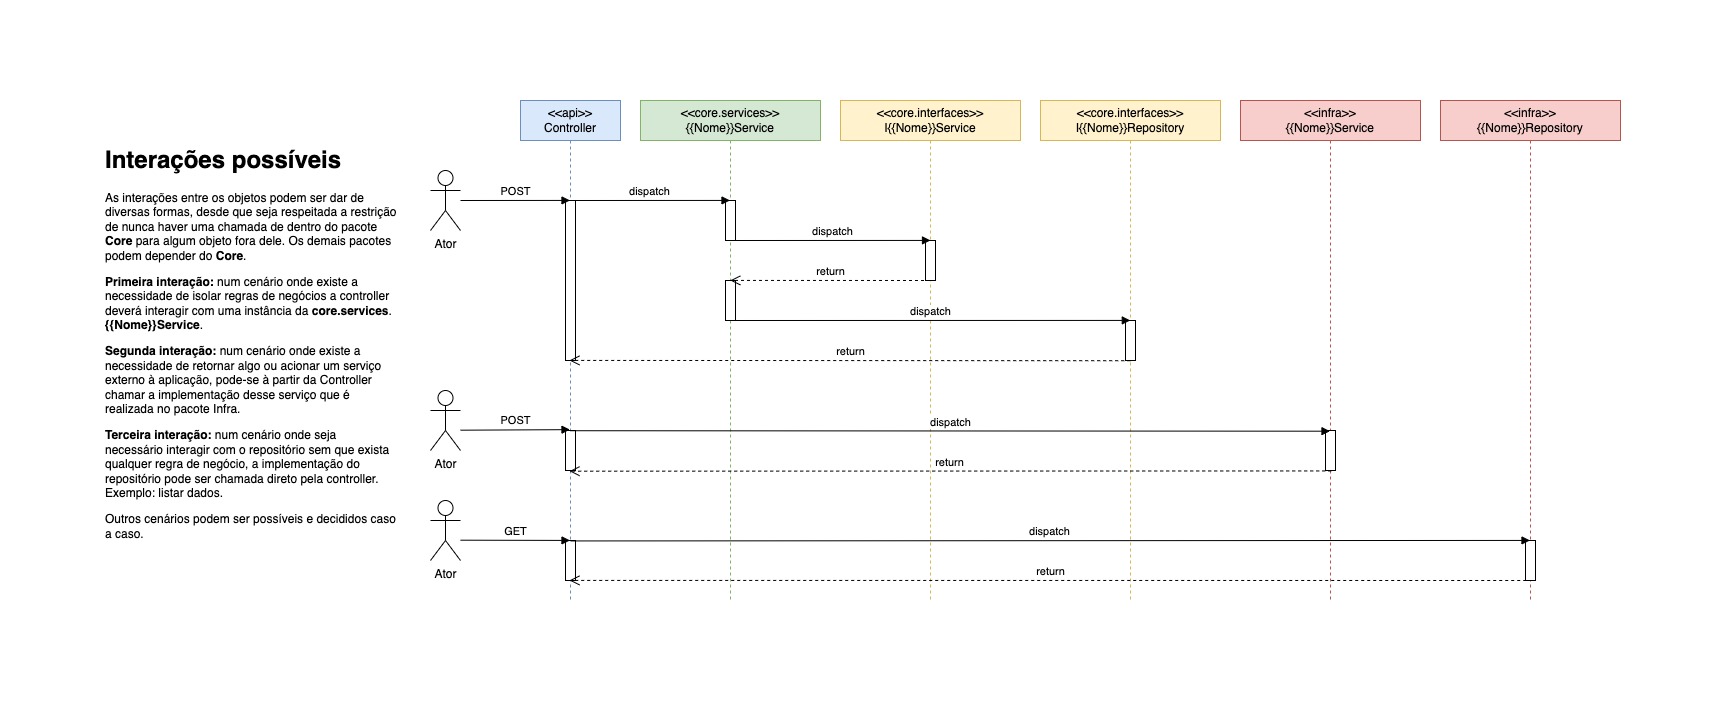 <<api>>
Controller
<<core.services>>
{{Nome}}Service
<<core.interfaces>>
I{{Nome}}Service
<<core.interfaces>>
I{{Nome}}Repository
<<infra>>
{{Nome}}Service
<<infra>>
{{Nome}}Repository
Interações possíveis
As interações entre os objetos podem ser dar de
diversas formas, desde que seja respeitada a restrição
de nunca haver uma chamada de dentro do pacote
Core para algum objeto fora dele. Os demais pacotes
podem depender do Core.
Primeira interação: num cenário onde existe a
necessidade de isolar regras de negócios a controller
deverá interagir com uma instância da core.services.
{{Nome}}Service.
Segunda interação: num cenário onde existe a
necessidade de retornar algo ou acionar um serviço
externo à aplicação, pode-se à partir da Controller
chamar a implementação desse serviço que é
realizada no pacote Infra.
Terceira interação: num cenário onde seja
necessário interagir com o repositório sem que exista
qualquer regra de negócio, a implementação do
repositório pode ser chamada direto pela controller.
Exemplo: listar dados.
Outros cenários podem ser possíveis e decididos caso
a caso.
POST
dispatch
Ator
dispatch
return
dispatch
return
POST
dispatch
Ator
return
GET
dispatch
Ator
return